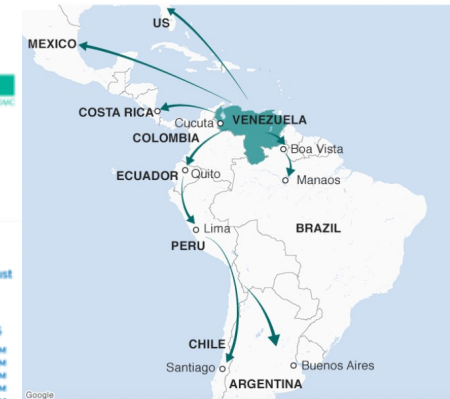 US
MEXICO
COSTA RICA
Cucuta
VENEZUELA
COLOMBIA
Boa Vista
ECUADOR
Quito
Manaos
Lima
BRAZIL
PERU
CHILE
Santiago
Buenos Aires
ARGENTINA
Google